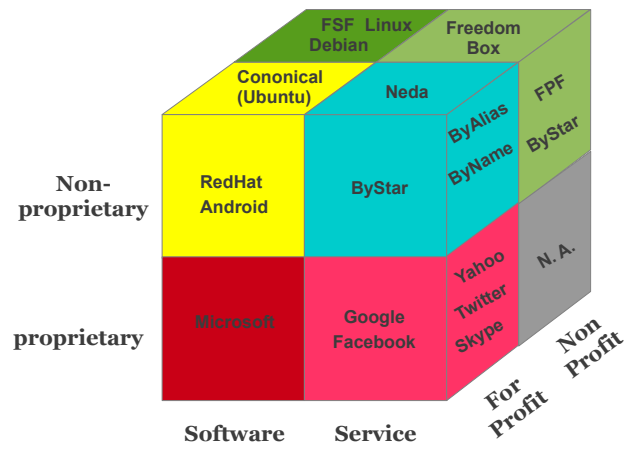 FSF Linux
Debian
Freedom
Box
Cononical
(Ubuntu)
Neda
FPF
ByStar
ByAlias
ByName
Non-
proprietary
RedHat
Android
ByStar
Yahoo
Twitter
Skype
N. A.
proprietary
Microsoft
Google
Facebook
For
Profit
Non
Profit
Software
Service